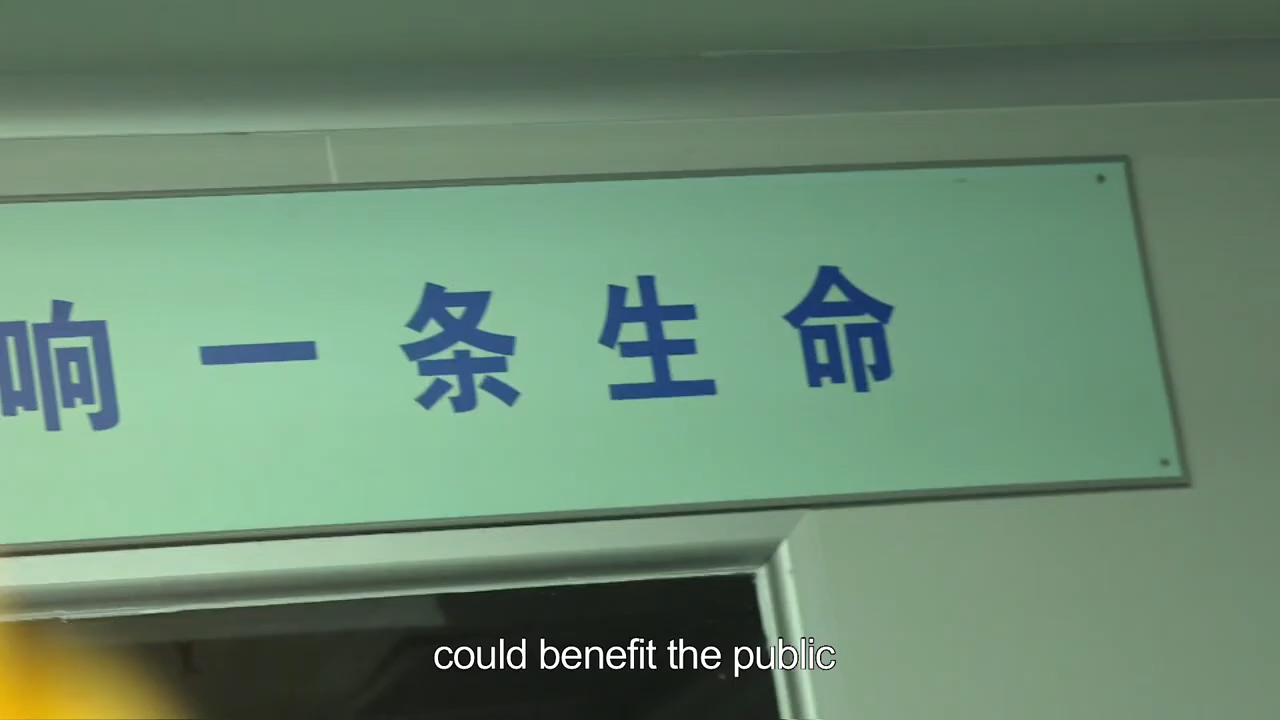 响一条生命
could benefit the public